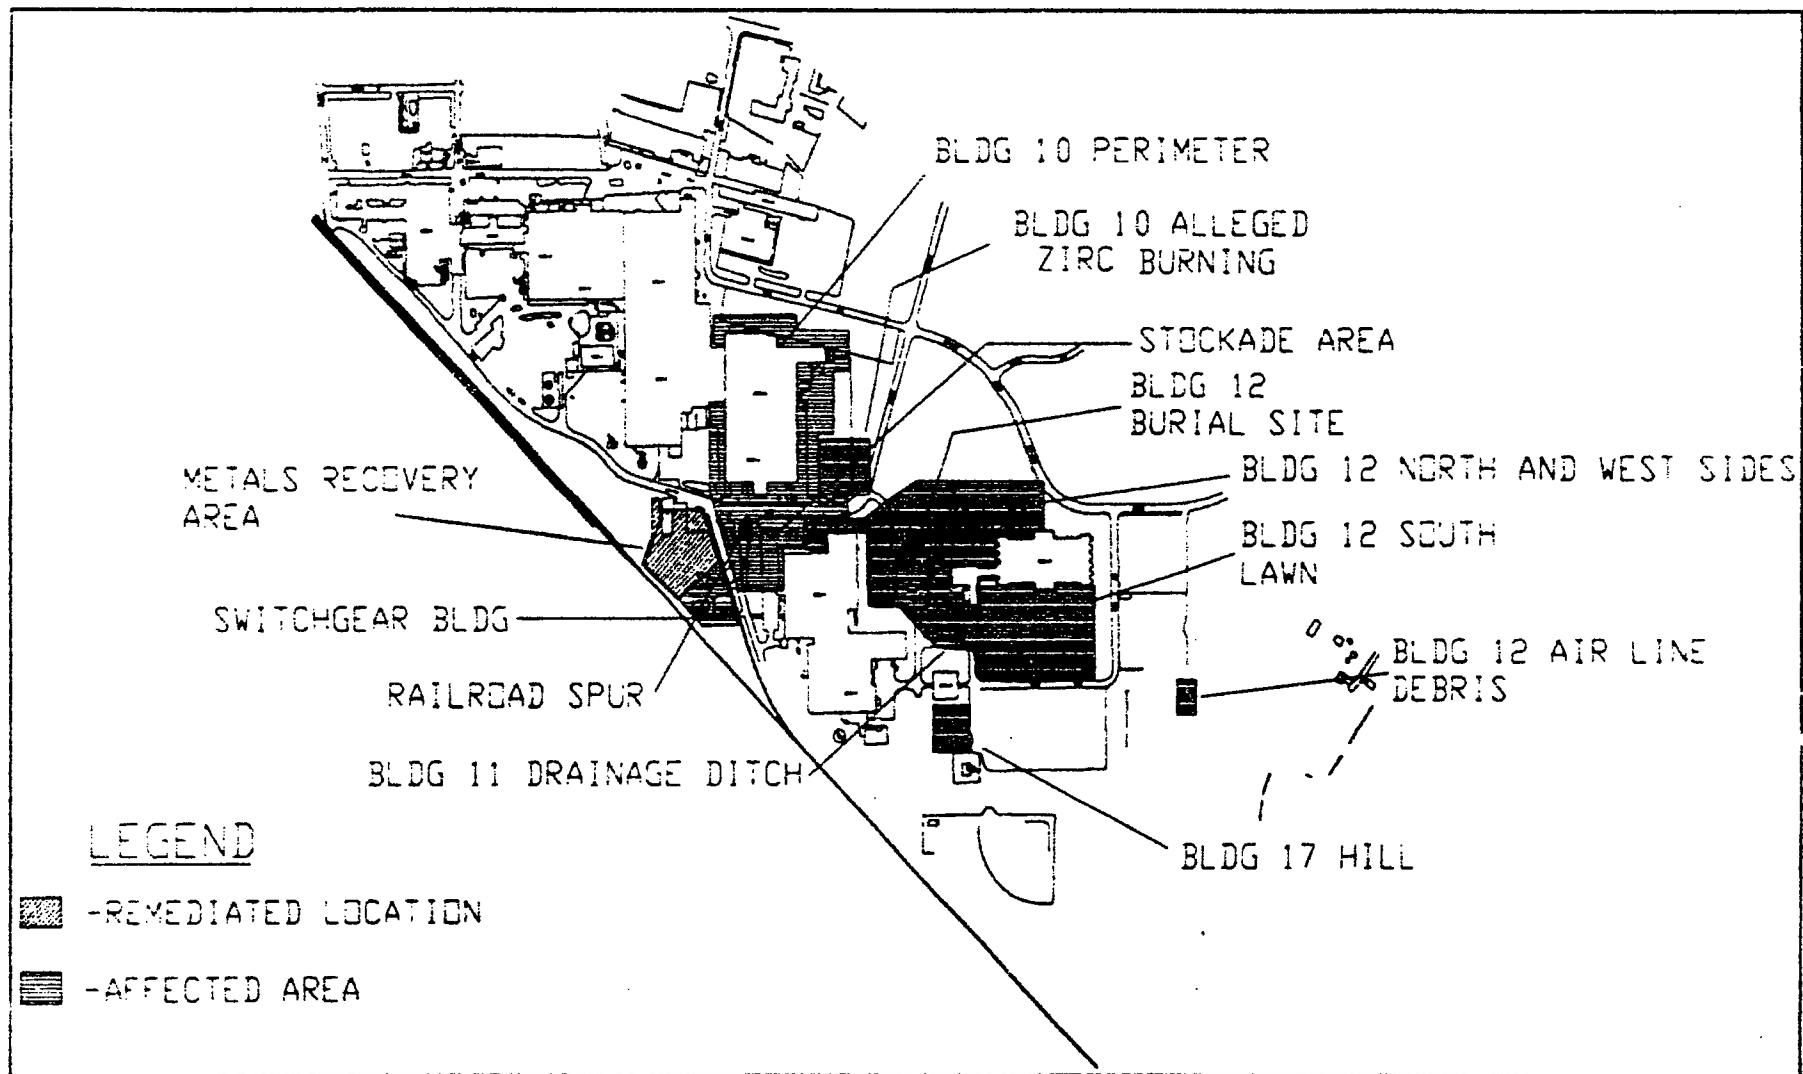 BLDG 10 PERIMETER
BLDG 10 ALLEGED
ZIRC BURNING
STOCKADE AREA
BLDG 12
BURIAL SITE
BLDG 12 NORTH AND WEST SIDES
METALS RECOVERY
AREA
BLDG 12 SOUTH
LAWN
SWITCHGEAR BLDG
BLDG 12 AIR LINE
DEBRIS
RAILROAD SPUR
BLDG 11 DRAINAGE DITCH
BLDG 17 HILL
LEGEND
-REMEDIATED LOCATION
-AFFECTED AREA